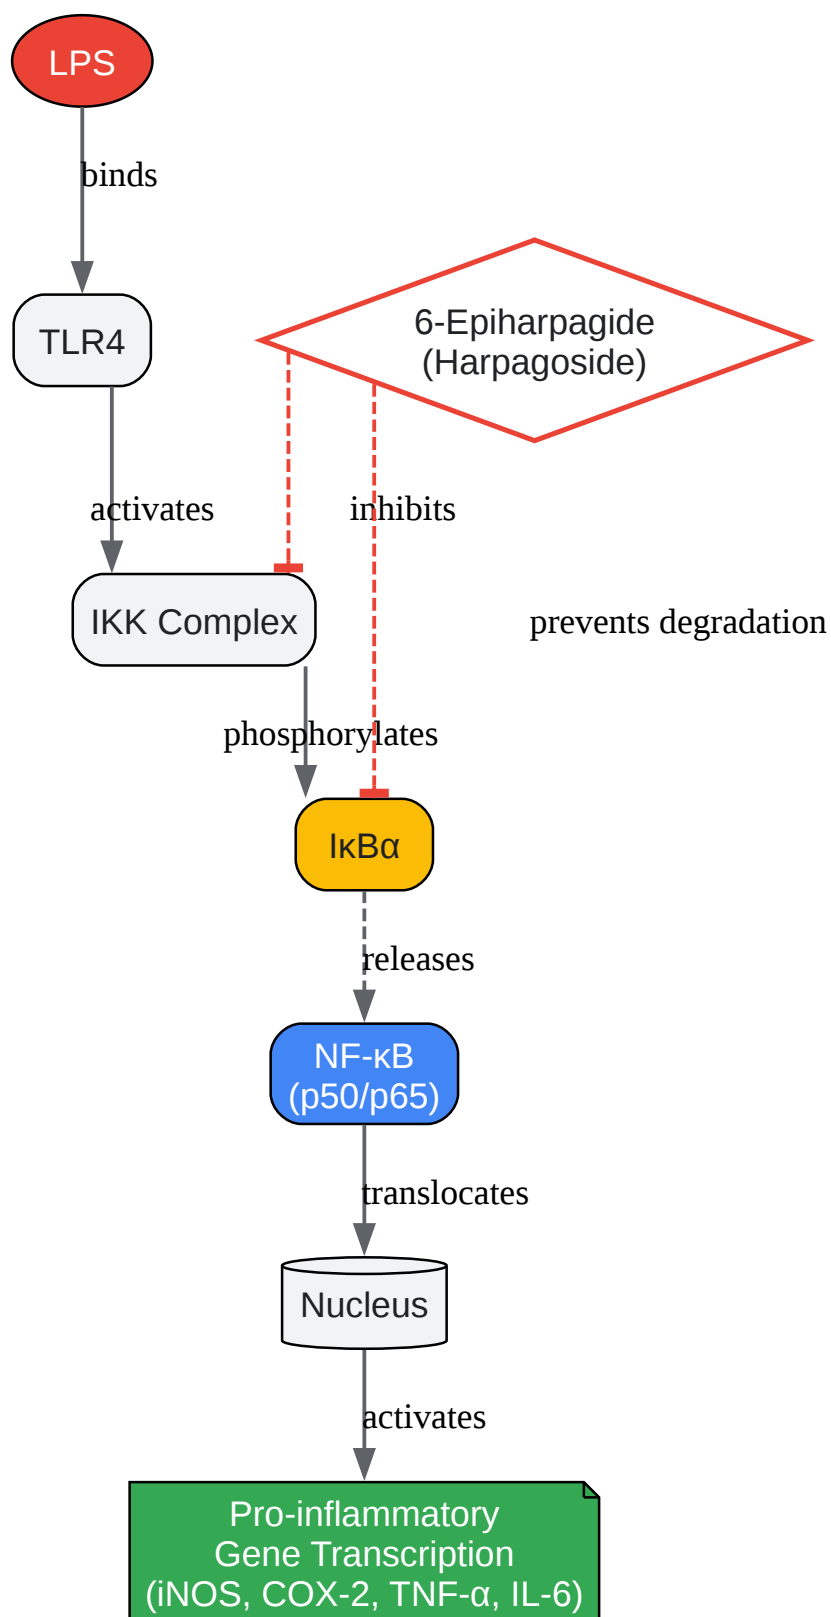 LPS
binds
TLR4
6-Epiharpagide
(Harpagoside)
activates
inhibits
IKK Complex
prevents degradation
phosphorylates
IκBα
releases
NF-κB
(p50/p65)
translocates
Nucleus
activates
Pro-inflammatory
Gene Transcription
(iNOS, COX-2, TNF-α, IL-6)